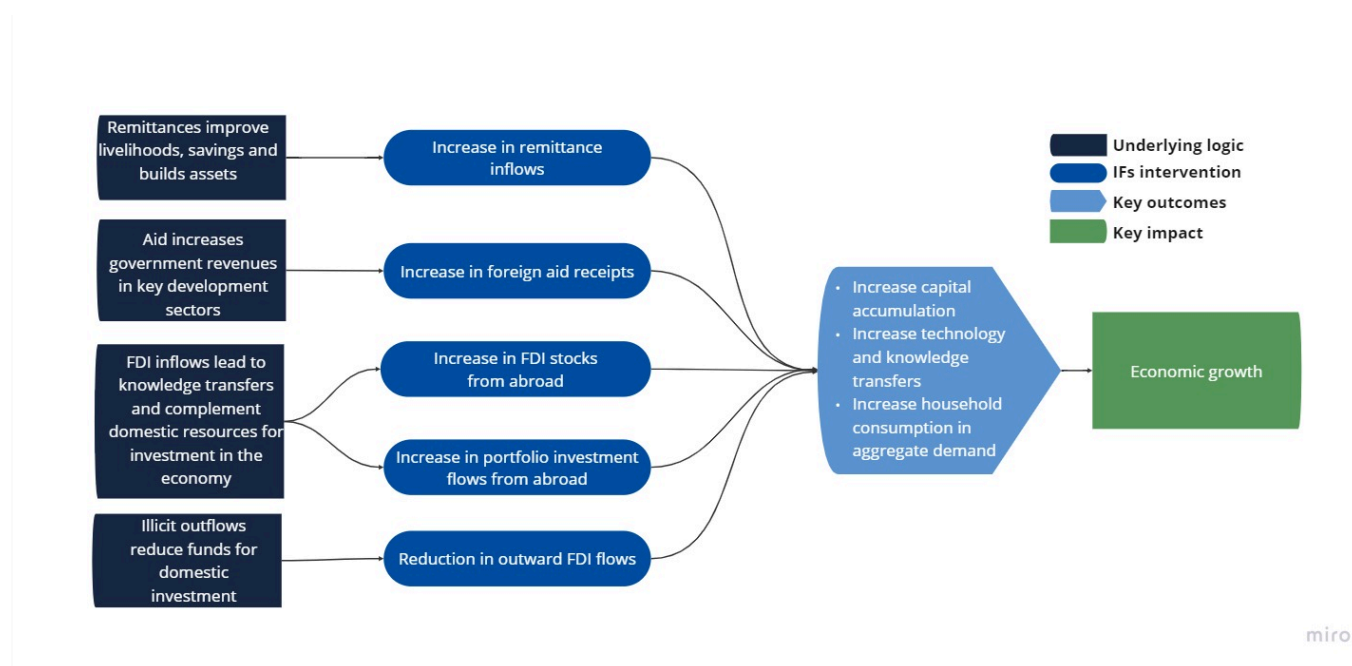 Remittances improve
livelihoods, savings and
builds assets
Increase in remittance
inflows
Aid increases
government revenues
in key development
sectors
Increase in foreign aid receipts
FDI inflows lead to
knowledge transfers
and complement
domestic resources for
investment in the
economy
Increase in FDI stocks
from abroad
Increase in portfolio investment
flows from abroad
Illicit outflows
reduce funds for
domestic
investment
Reduction in outward FDI flows
• Increase capital
accumulation
• Increase technology
and knowledge
transfers
• Increase household
consumption in
aggregate demand
Economic growth
Underlying logic
IFs intervention
Key outcomes
Key impact
miro